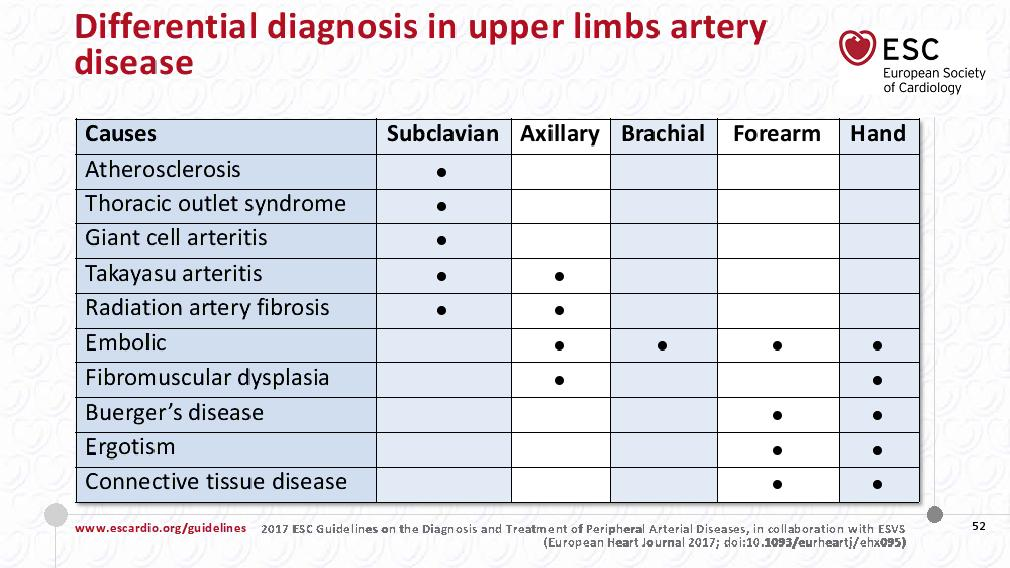 Differential diagnosis in upper limbs artery
disease
ESC
European Society
of Cardiology
Causes Subclavian Axillary Brachial Forearm Hand
Atherosclerosis •
Thoracic outlet syndrome •
Giant cell arteritis •
Takayasu arteritis • •
Radiation artery fibrosis • •
Embolic • • • •
Fibromuscular dysplasia • •
Buerger’s disease • •
Ergotism • •
Connective tissue disease • •
www.escardio.org/guidelines 2017 ESC Guidelines on the Diagnosis and Treatment of Peripheral Arterial Diseases, in collaboration with ESVS 52
(European Heart Journal 2017; doi:10.1093/eurheartj/ehx095)